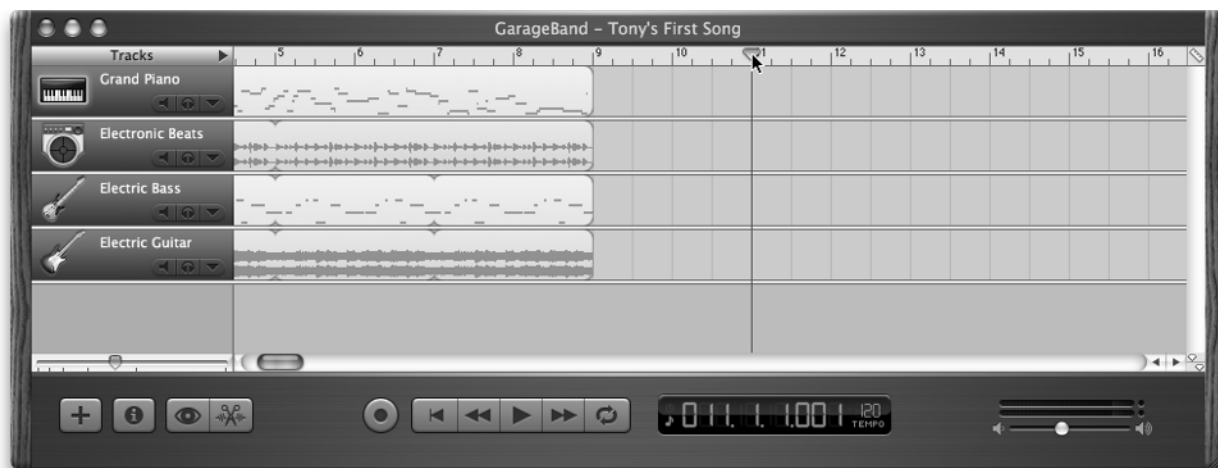 GarageBand – Tony's First Song
Tracks 5 6 7 8 9 10 11 12 13 14 15 16
Grand Piano
Electronic Beats
Electric Bass
Electric Guitar
011. 1. 1.001 120
TEMPO